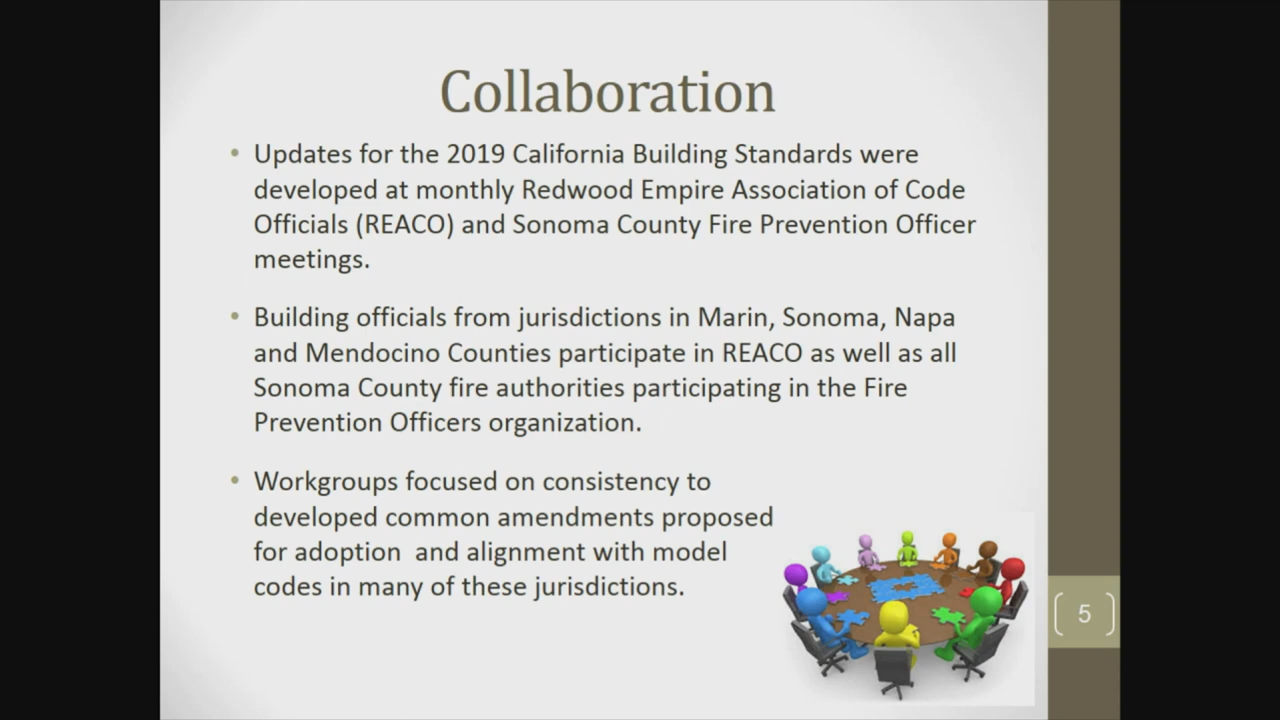 Collaboration
• Updates for the 2019 California Building Standards were
developed at monthly Redwood Empire Association of Code
Officials (REACO) and Sonoma County Fire Prevention Officer
meetings.
• Building officials from jurisdictions in Marin, Sonoma, Napa
and Mendocino Counties participate in REACO as well as all
Sonoma County fire authorities participating in the Fire
Prevention Officers organization.
• Workgroups focused on consistency to
developed common amendments proposed
for adoption  and alignment with model
codes in many of these jurisdictions.
5